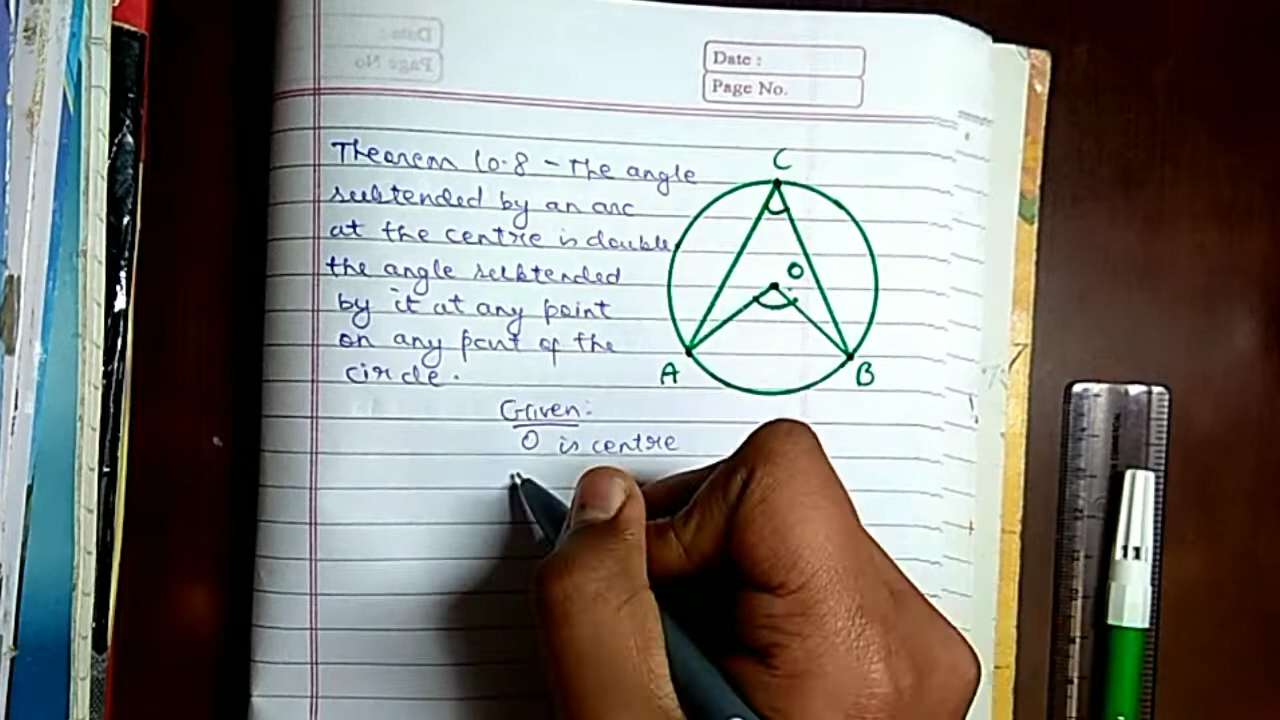 Date :
Page No.
Theorem 10.8 - The angle
subtended by an arc
at the centre is double
the angle subtended
by it at any point
on any part of the
circle.
C
O
A
B
Given:
O is centre